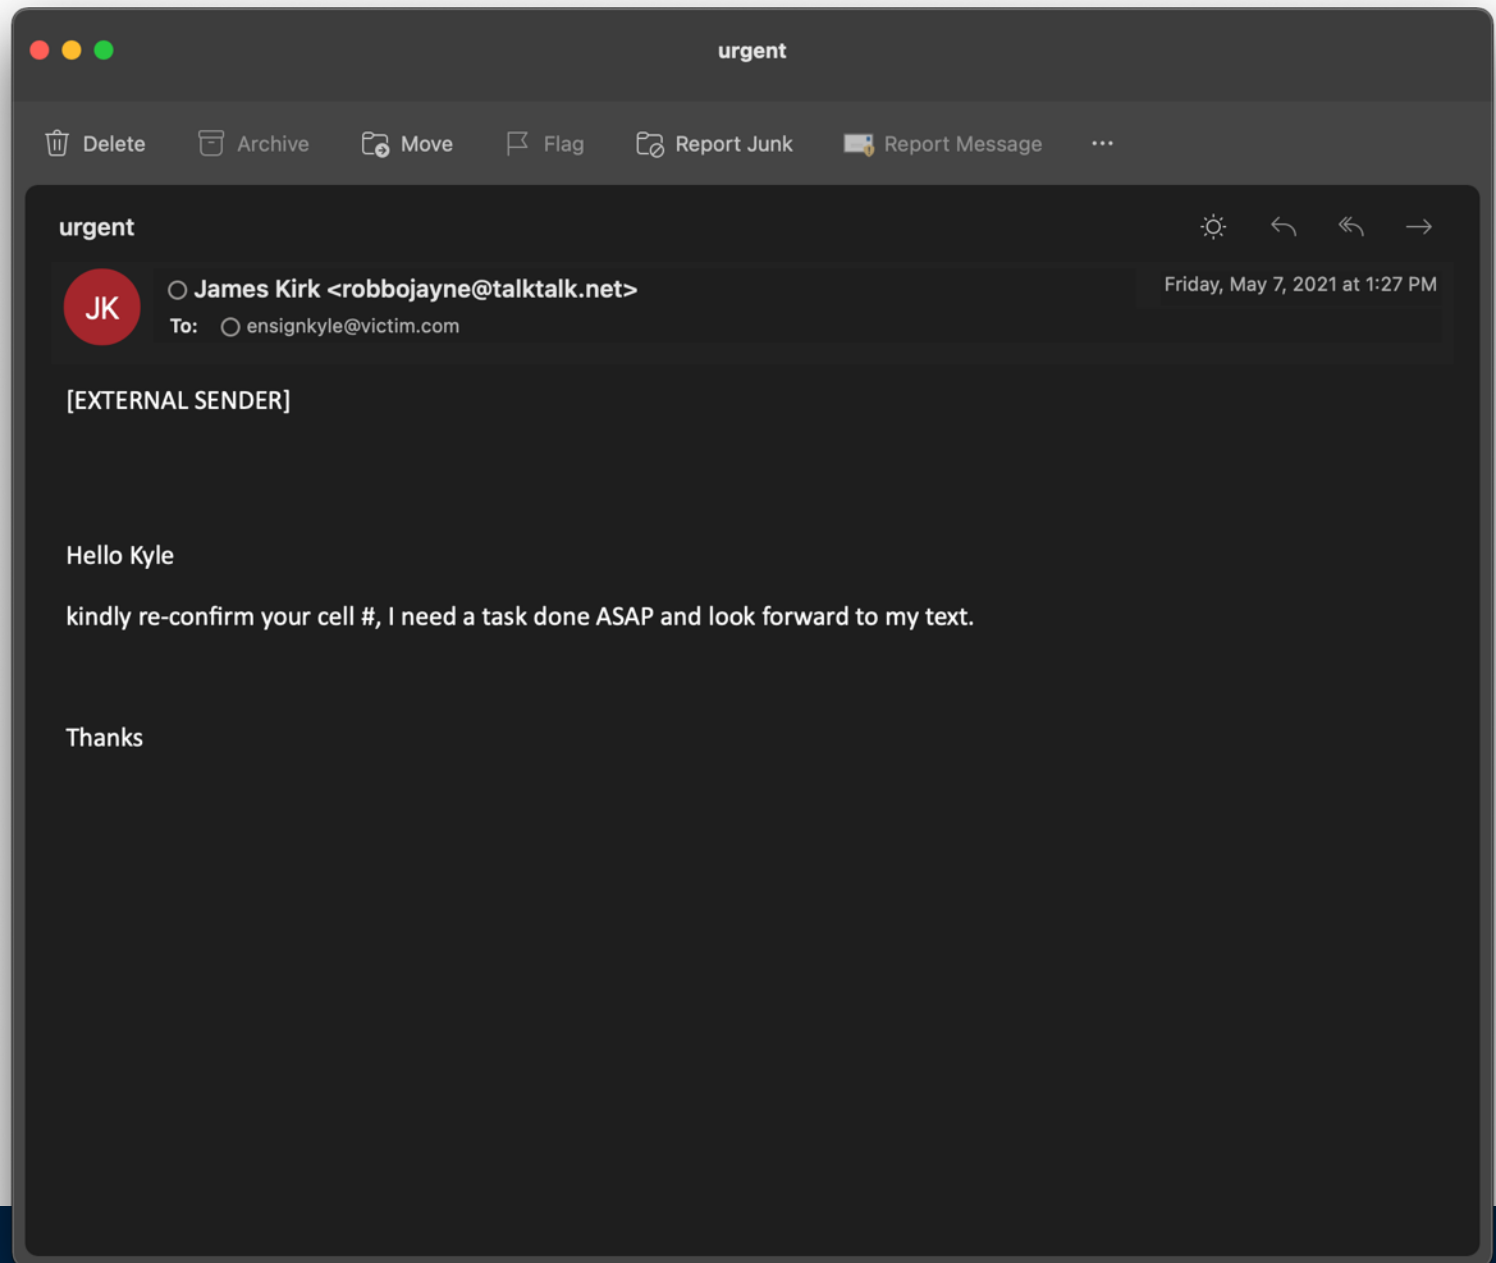 urgent
Delete Archive Move Flag Report Junk Report Message ...
urgent
JK
James Kirk <robbojayne@talktalk.net>
Friday, May 7, 2021 at 1:27 PM
To: ensignkyle@victim.com
[EXTERNAL SENDER]
Hello Kyle
kindly re-confirm your cell #, I need a task done ASAP and look forward to my text.
Thanks